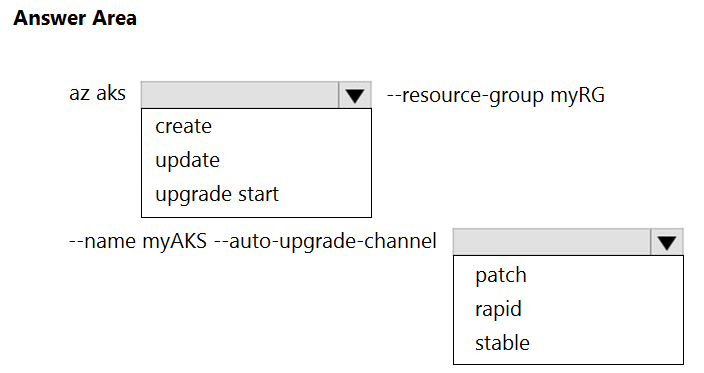 Answer Area
az aks --resource-group myRG
create
update
upgrade start
--name myAKS --auto-upgrade-channel
patch
rapid
stable